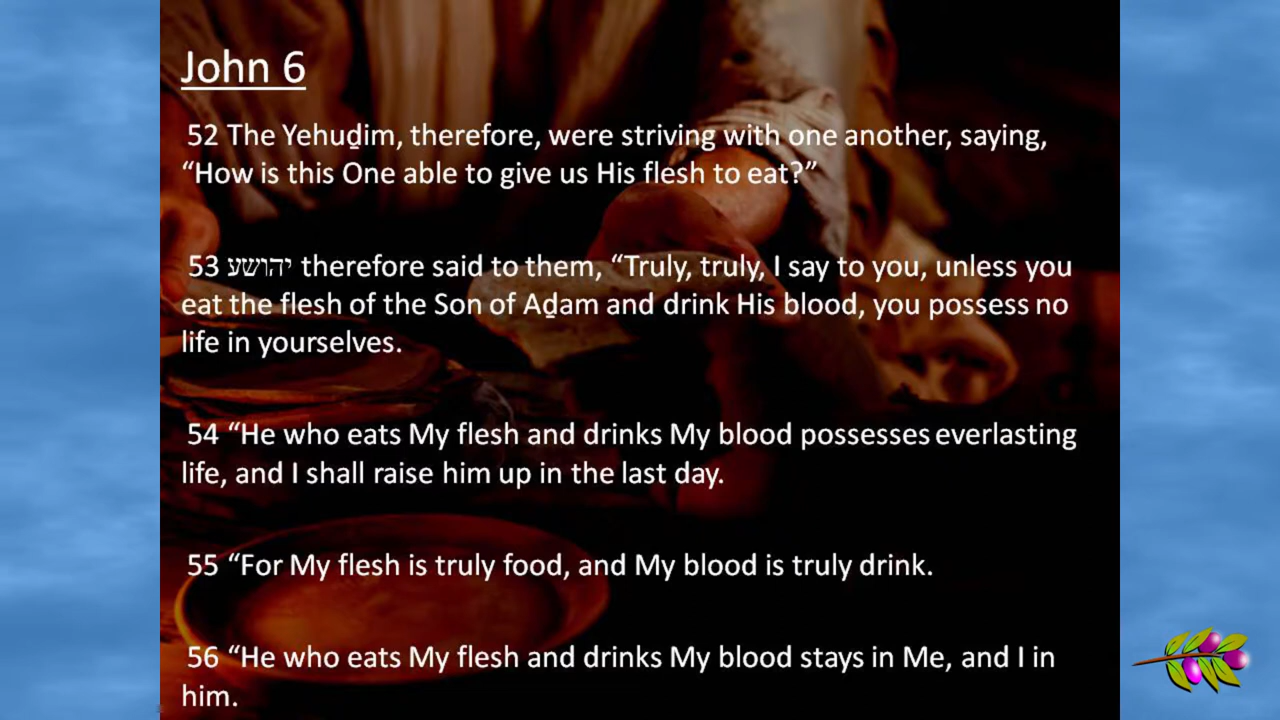 John 6
52 The Yehuḏim, therefore, were striving with one another, saying,
“How is this One able to give us His flesh to eat?”
53 יהושע therefore said to them, “Truly, truly, I say to you, unless you
eat the flesh of the Son of Aḏam and drink His blood, you possess no
life in yourselves.
54 “He who eats My flesh and drinks My blood possesses everlasting
life, and I shall raise him up in the last day.
55 “For My flesh is truly food, and My blood is truly drink.
56 “He who eats My flesh and drinks My blood stays in Me, and I in
him.